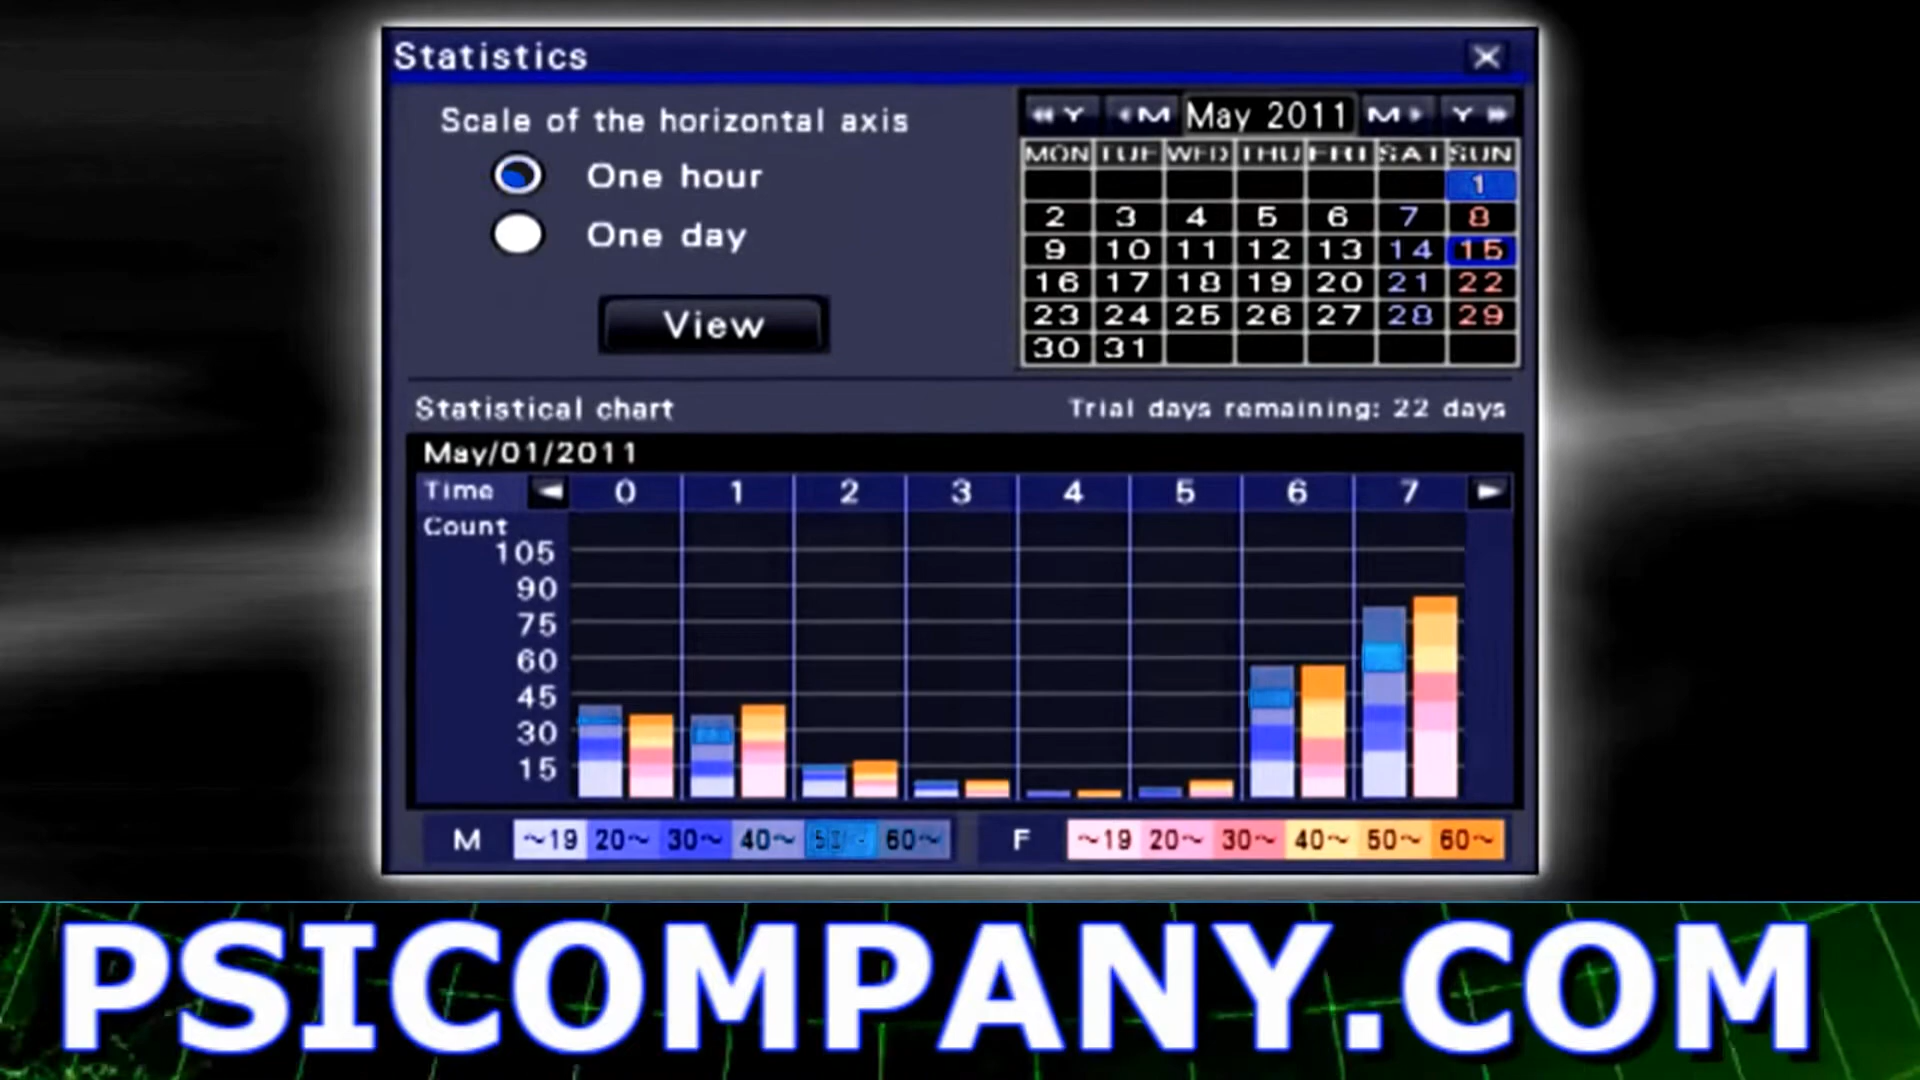 Statistics
Scale of the horizontal axis
One hour
One day
View
Y M May 2011 M Y
MON TUE WED THU FRI SAT SUN
1
2 3 4 5 6 7 8
9 10 11 12 13 14 15
16 17 18 19 20 21 22
23 24 25 26 27 28 29
30 31
Statistical chart Trial days remaining: 22 days
May/01/2011
Time 0 1 2 3 4 5 6 7
Count
105
90
75
60
45
30
15
M ~19 20~ 30~ 40~ 60~ F ~19 20~ 30~ 40~ 50~ 60~
PSICOMPANY.COM